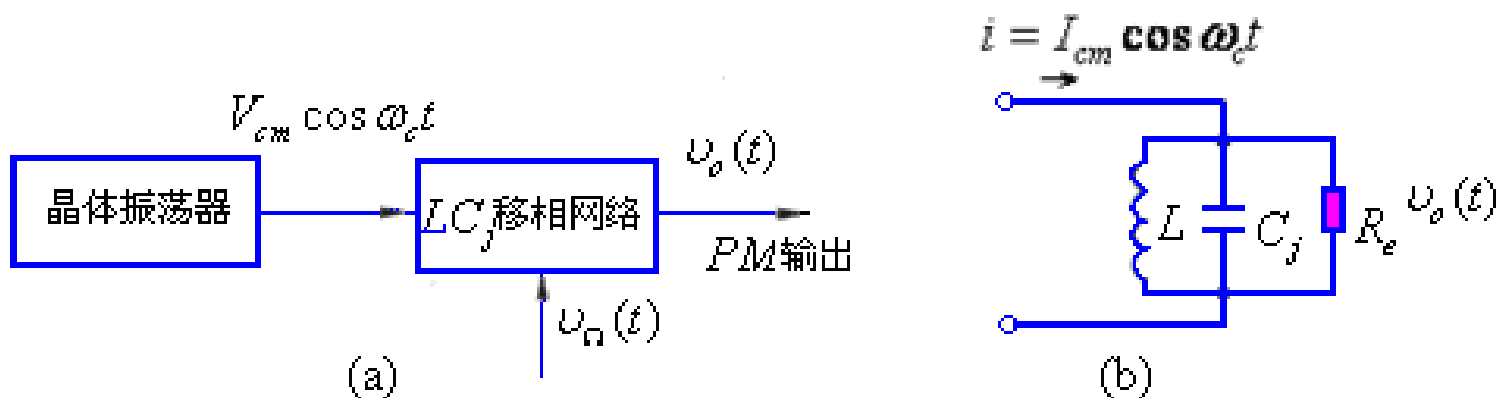 V_cm cos ω_c t
晶体振荡器
LC_j移相网络
υ_o(t)
PM输出
υ_Ω(t)
(a)
i = I_cm cos ω_c t
L
C_j
R_e
υ_o(t)
(b)